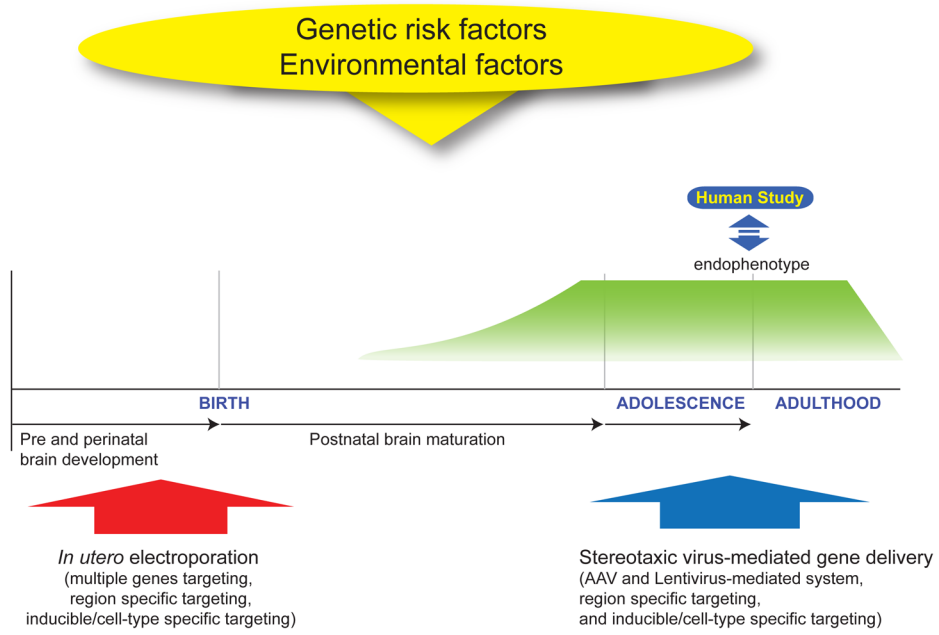 Genetic risk factors
Environmental factors
Human Study
endophenotype
BIRTH
ADOLESCENCE
ADULTHOOD
Pre and perinatal
brain development
Postnatal brain maturation
In utero electroporation
(multiple genes targeting,
region specific targeting,
inducible/cell-type specific targeting)
Stereotaxic virus-mediated gene delivery
(AAV and Lentivirus-mediated system,
region specific targeting,
and inducible/cell-type specific targeting)